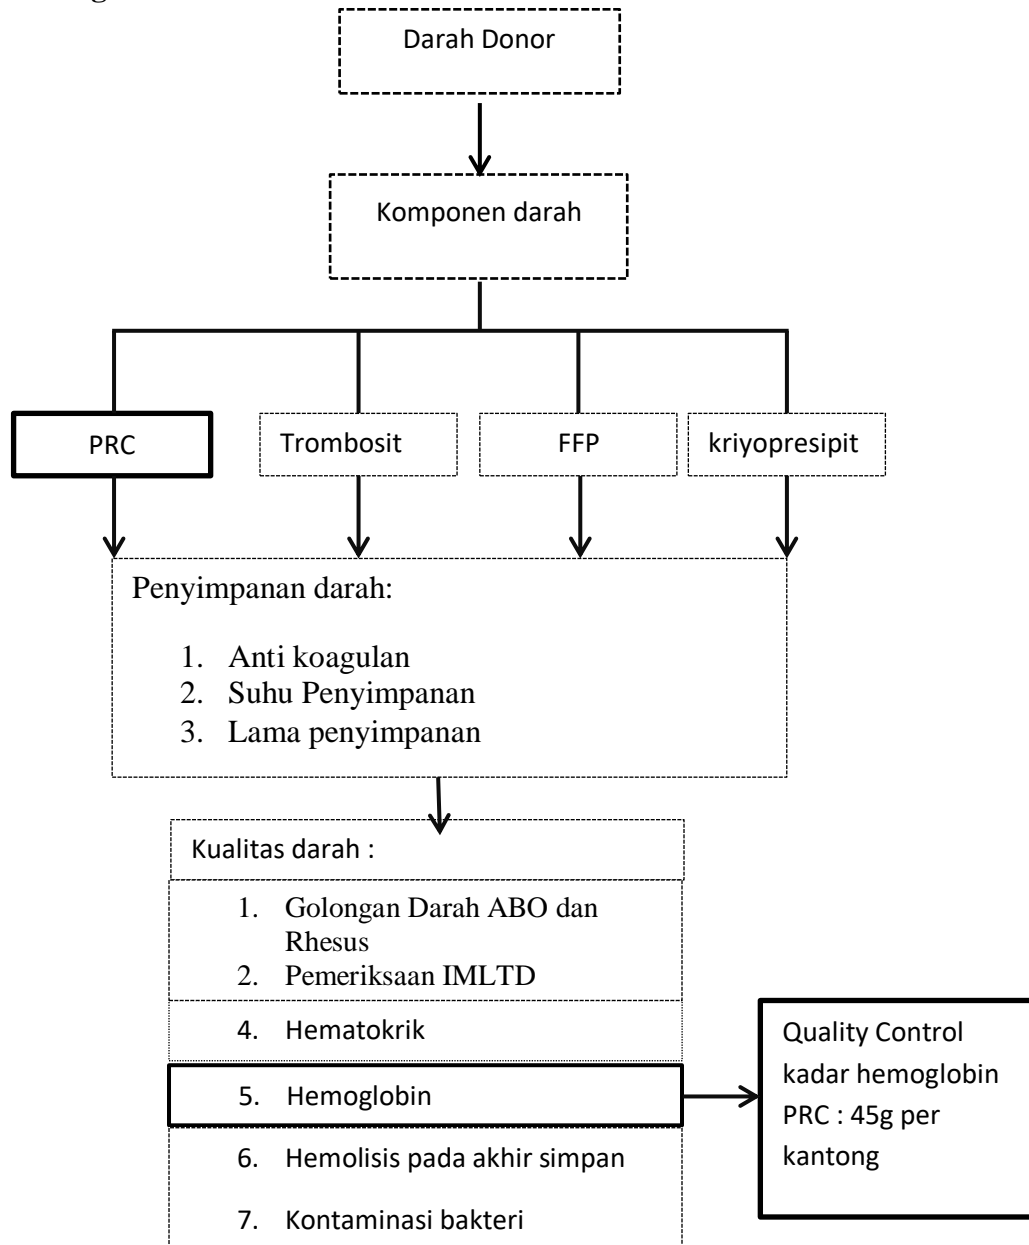 Darah Donor
Komponen darah
PRC
Trombosit
FFP
kriyopresipit
Penyimpanan darah:
1. Anti koagulan
2. Suhu Penyimpanan
3. Lama penyimpanan
Kualitas darah :
1. Golongan Darah ABO dan
Rhesus
2. Pemeriksaan IMLTD
4. Hematokrik
5. Hemoglobin
6. Hemolisis pada akhir simpan
7. Kontaminasi bakteri
Quality Control
kadar hemoglobin
PRC : 45g per
kantong